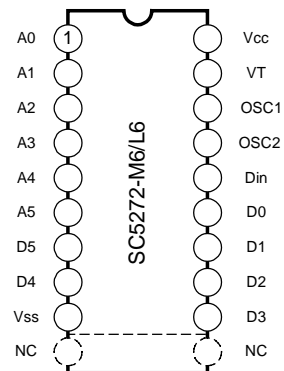 A0 1 Vcc
A1 VT
A2 OSC1
A3 OSC2
A4 Din
A5 D0
D5 D1
D4 D2
Vss D3
NC NC
SC5272-M6/L6